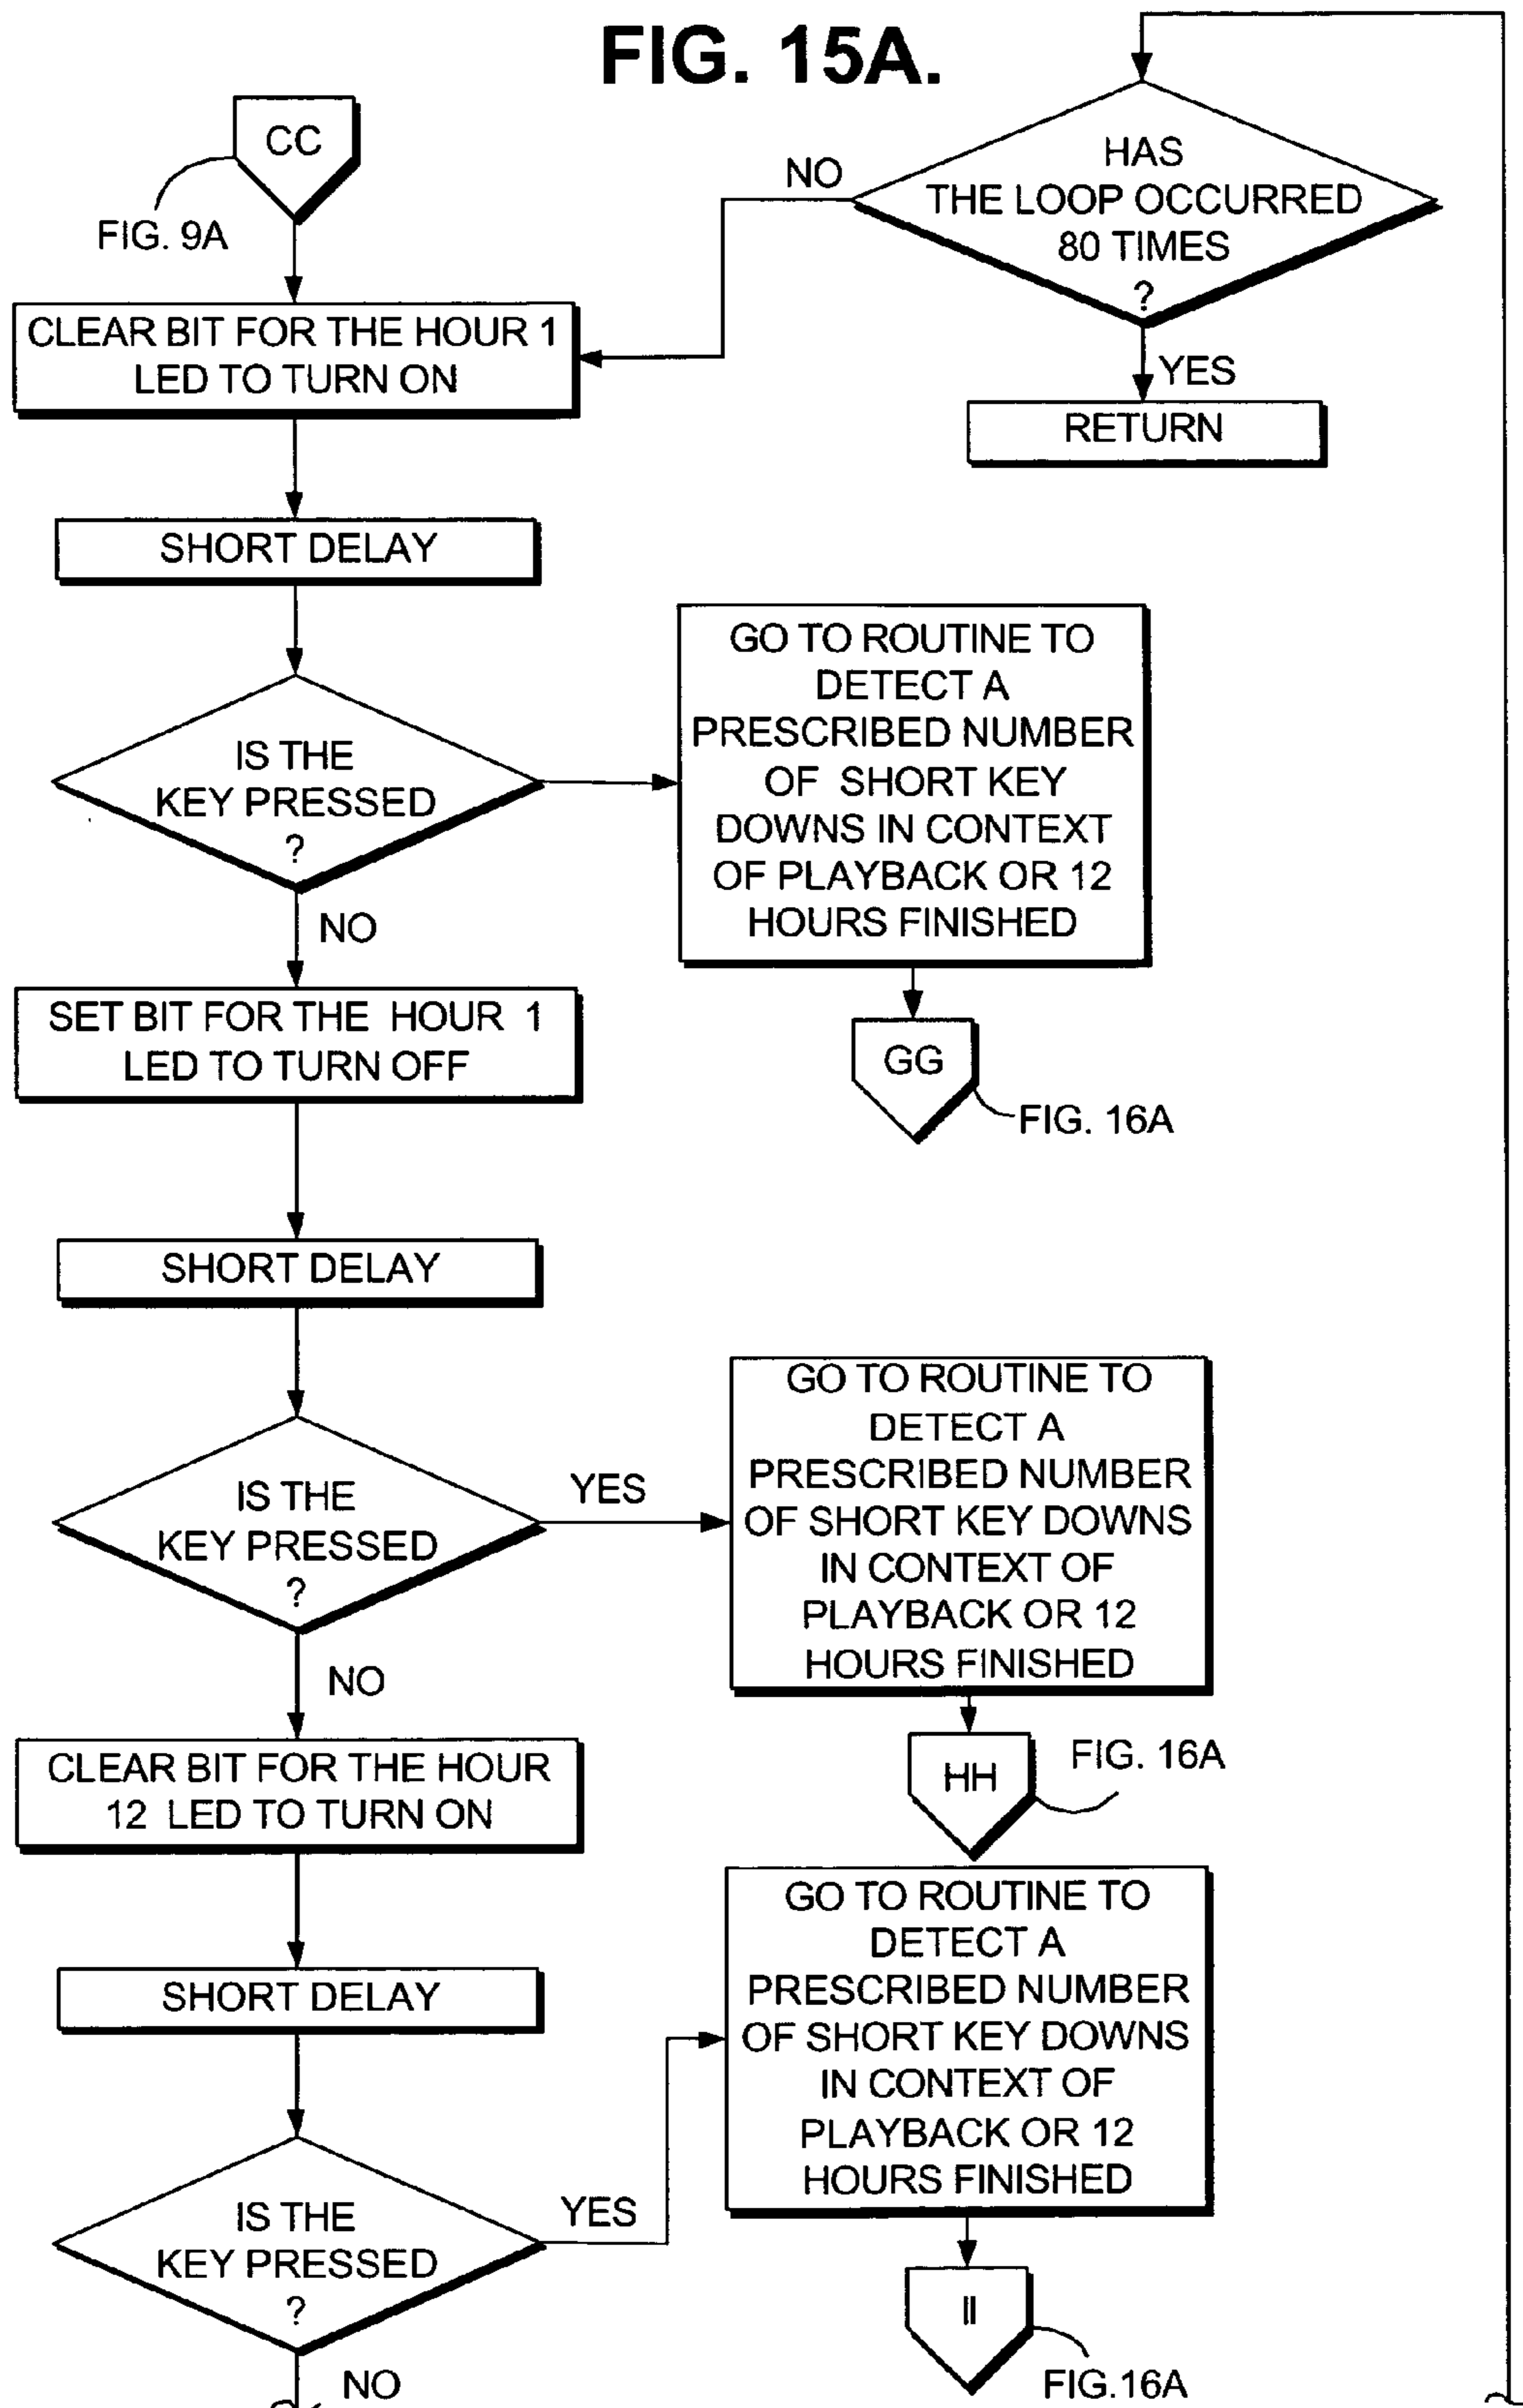 FIG. 15A.
CC
FIG. 9A
HAS
THE LOOP OCCURRED
80 TIMES
?
NO
YES
RETURN
CLEAR BIT FOR THE HOUR 1
LED TO TURN ON
SHORT DELAY
IS THE
KEY PRESSED
?
GO TO ROUTINE TO
DETECT A
PRESCRIBED NUMBER
OF SHORT KEY
DOWNS IN CONTEXT
OF PLAYBACK OR 12
HOURS FINISHED
GG
FIG. 16A
NO
SET BIT FOR THE HOUR 1
LED TO TURN OFF
SHORT DELAY
IS THE
KEY PRESSED
?
YES
GO TO ROUTINE TO
DETECT A
PRESCRIBED NUMBER
OF SHORT KEY DOWNS
IN CONTEXT OF
PLAYBACK OR 12
HOURS FINISHED
HH
FIG. 16A
NO
CLEAR BIT FOR THE HOUR
12 LED TO TURN ON
SHORT DELAY
IS THE
KEY PRESSED
?
YES
GO TO ROUTINE TO
DETECT A
PRESCRIBED NUMBER
OF SHORT KEY DOWNS
IN CONTEXT OF
PLAYBACK OR 12
HOURS FINISHED
II
FIG.16A
NO